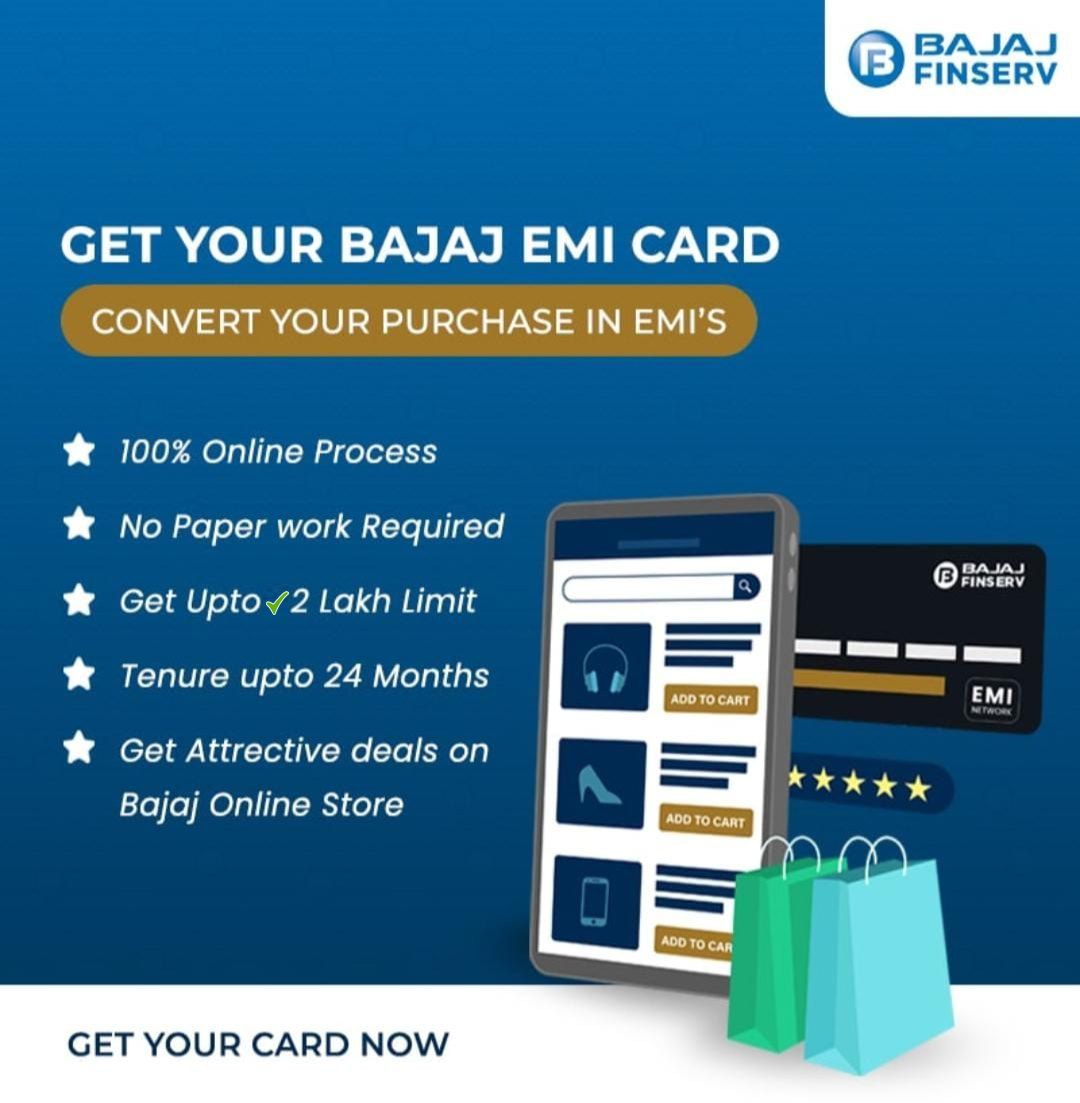 BAJAJ
FINSERV
GET YOUR BAJAJ EMI CARD
CONVERT YOUR PURCHASE IN EMI'S
100% Online Process
No Paper work Required
Get Upto✓2 Lakh Limit
Tenure upto 24 Months
Get Attrective deals on
Bajaj Online Store
BAJAJ
FINSERV
EMI
NETWORK
ADD TO CART
ADD TO CART
ADD TO CAR
GET YOUR CARD NOW